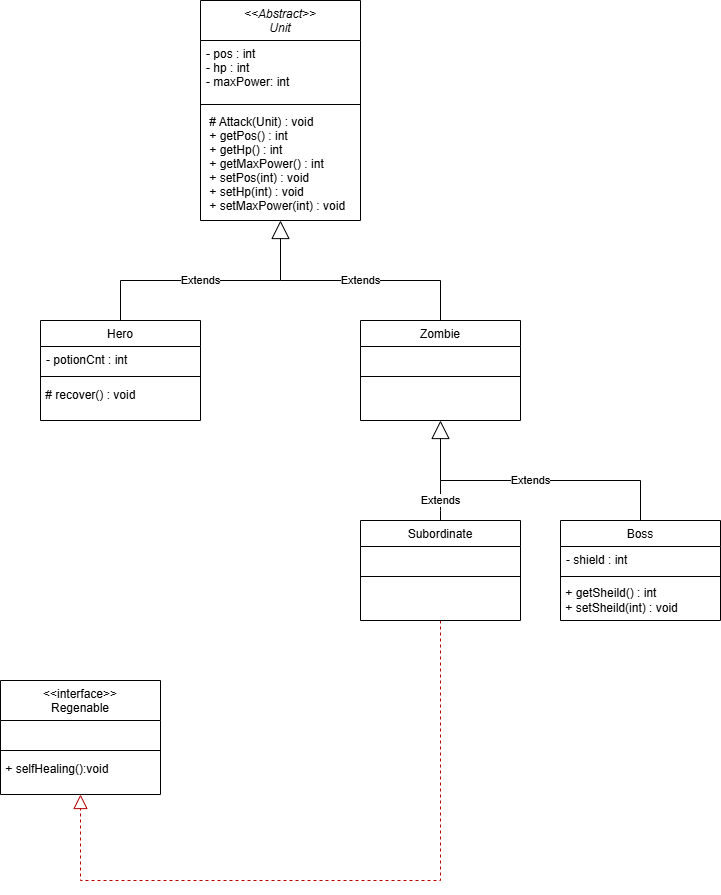 <<Abstract>>
Unit
- pos : int
- hp : int
- maxPower: int
# Attack(Unit) : void
+ getPos() : int
+ getHp() : int
+ getMaxPower() : int
+ setPos(int) : void
+ setHp(int) : void
+ setMaxPower(int) : void
Extends
Extends
Hero
- potionCnt : int
# recover() : void
Zombie
Extends
Extends
Subordinate
Boss
- shield : int
+ getSheild() : int
+ setSheild(int) : void
<<interface>>
Regenable
+ selfHealing():void